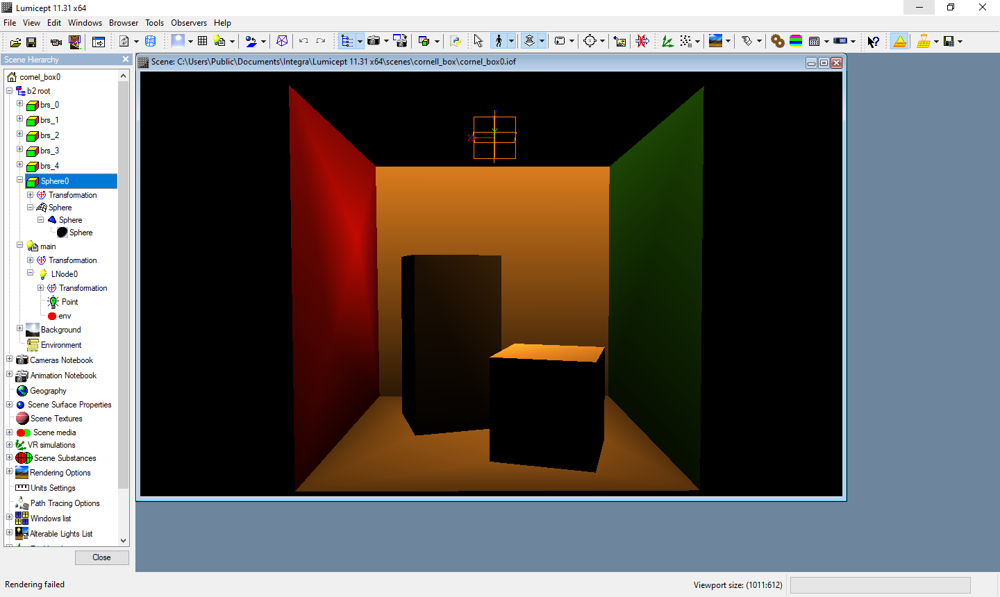 Lumicept 11.31 x64
File View Edit Windows Browser Tools Observers Help
Scene Hierarchy
Scene: C:\Users\Public\Documents\Integra\Lumicept 11.31 x64\scenes\cornell_box\cornel_box0.iof
cornel_box0
b2 root
brs_0
brs_1
brs_2
brs_3
brs_4
Sphere0
Transformation
Sphere
Sphere
Sphere
main
Transformation
LNode0
Transformation
Point
env
Background
Environment
Cameras Notebook
Animation Notebook
Geography
Scene Surface Properties
Scene Textures
Scene media
VR simulations
Scene Substances
Rendering Options
Units Settings
Path Tracing Options
Windows list
Alterable Lights List
Close
X
Rendering failed
Viewport size: (1011:612)